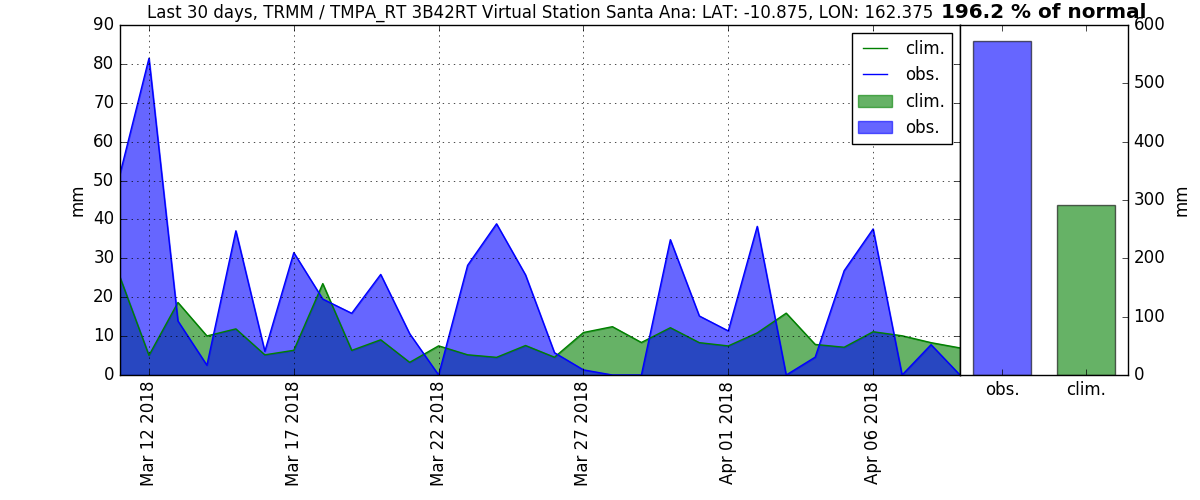 Last 30 days, TRMM / TMPA_RT 3B42RT Virtual Station Santa Ana: LAT: -10.875, LON: 162.375 196.2 % of normal
90
80
70
60
50
40
30
20
10
0
mm
clim.
obs.
clim.
obs.
Mar 12 2018
Mar 17 2018
Mar 22 2018
Mar 27 2018
Apr 01 2018
Apr 06 2018
600
500
400
300
200
100
0
mm
obs.
clim.